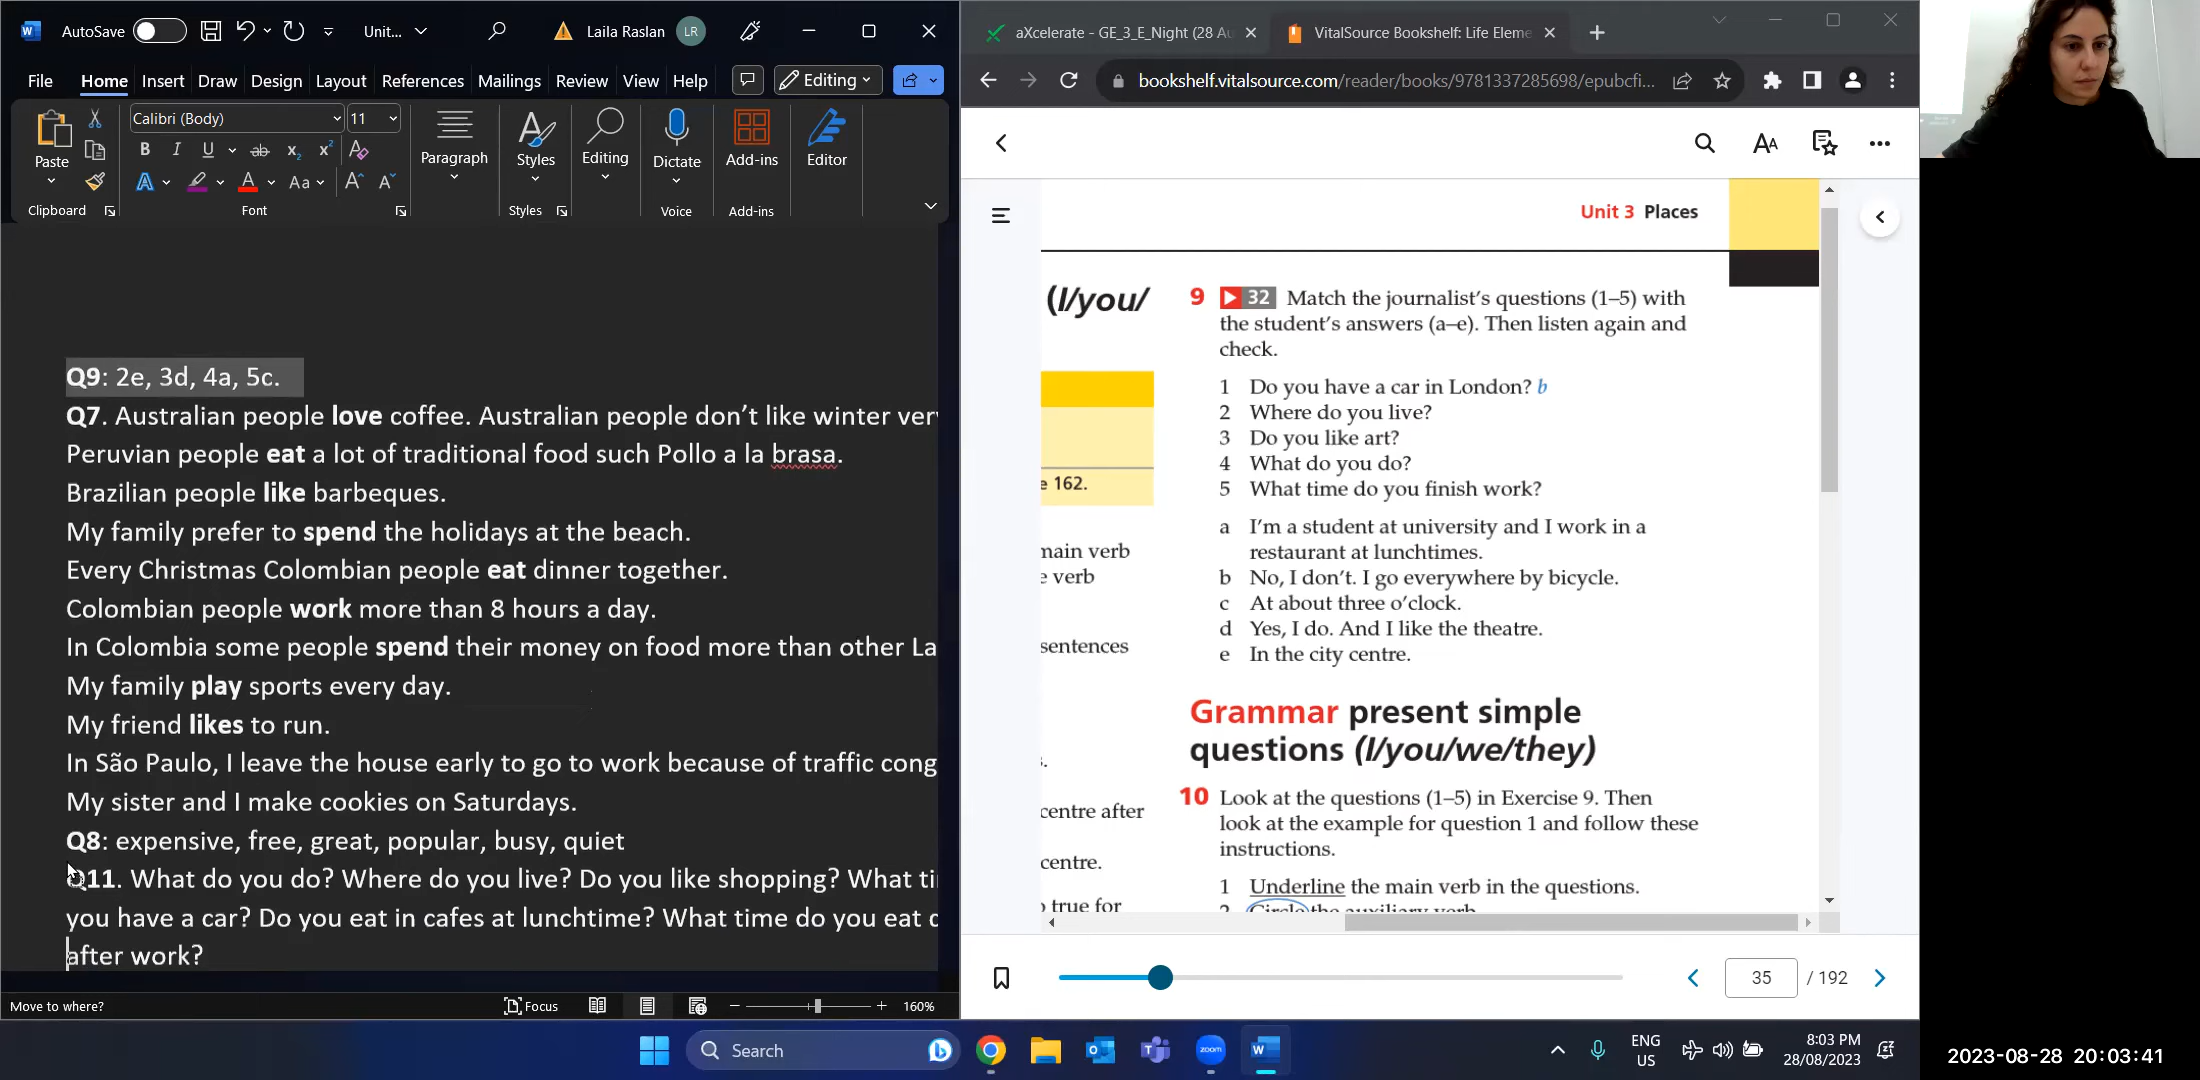 AutoSave
Unit...
Laila Raslan
LR
File Home Insert Draw Design Layout References Mailings Review View Help
Editing
Paste
Calibri (Body)
11
B I U ab x₂ x² A
A A Aa A A
Paragraph
Styles
Editing
Dictate
Add-ins
Editor
Clipboard
Font
Styles
Voice
Add-ins
Q9: 2e, 3d, 4a, 5c.
Q7. Australian people love coffee. Australian people don't like winter ver
Peruvian people eat a lot of traditional food such Pollo a la brasa.
Brazilian people like barbeques.
My family prefer to spend the holidays at the beach.
Every Christmas Colombian people eat dinner together.
Colombian people work more than 8 hours a day.
In Colombia some people spend their money on food more than other La
My family play sports every day.
My friend likes to run.
In São Paulo, I leave the house early to go to work because of traffic cong
My sister and I make cookies on Saturdays.
Q8: expensive, free, great, popular, busy, quiet
Q11. What do you do? Where do you live? Do you like shopping? What ti
you have a car? Do you eat in cafes at lunchtime? What time do you eat
after work?
Move to where?
Focus
160%
aXcelerate - GE_3_E_Night (28 Au
VitalSource Bookshelf: Life Eleme
bookshelf.vitalsource.com/reader/books/9781337285698/epubcfi...
AA
Unit 3 Places
(I/you/
e 162.
main verb
e verb
sentences
s.
centre after
centre.
true for
9 32 Match the journalist's questions (1–5) with
the student's answers (a–e). Then listen again and
check.
1 Do you have a car in London? b
2 Where do you live?
3 Do you like art?
4 What do you do?
5 What time do you finish work?
a I'm a student at university and I work in a
restaurant at lunchtimes.
b No, I don't. I go everywhere by bicycle.
c At about three o'clock.
d Yes, I do. And I like the theatre.
e In the city centre.
Grammar present simple
questions (I/you/we/they)
10 Look at the questions (1–5) in Exercise 9. Then
look at the example for question 1 and follow these
instructions.
1 Underline the main verb in the questions.
2 Circle the auxiliary verb
35 / 192
Search
zoom
ENG
US
8:03 PM
28/08/2023
2023-08-28 20:03:41